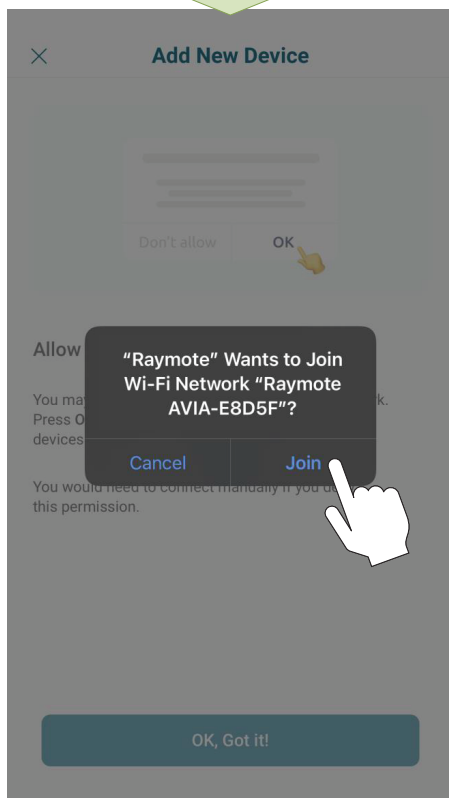 Add New Device
Don't allow
OK
Allow
"Raymote" Wants to Join
Wi-Fi Network "Raymote
AVIA-E8D5F"?
You may
k.
Press O
devices
Cancel
Join
You would need to connect manually if you de
this permission.
OK, Got it!